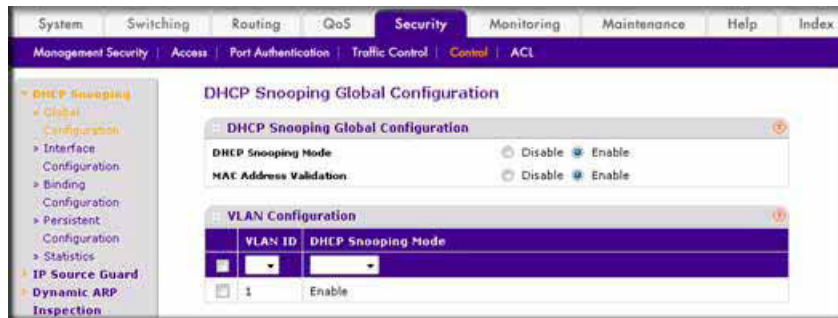 System Switching Routing QoS Security Monitoring Maintenance Help Index
Management Security | Access | Port Authentication | Traffic Control | Control | ACL
DHCP Snooping
» Global
Configuration
» Interface
Configuration
» Binding
Configuration
» Persistent
Configuration
» Statistics
IP Source Guard
Dynamic ARP
Inspection
DHCP Snooping Global Configuration
DHCP Snooping Global Configuration
DHCP Snooping Mode Disable Enable
MAC Address Validation Disable Enable
VLAN Configuration
VLAN ID DHCP Snooping Mode
1 Enable